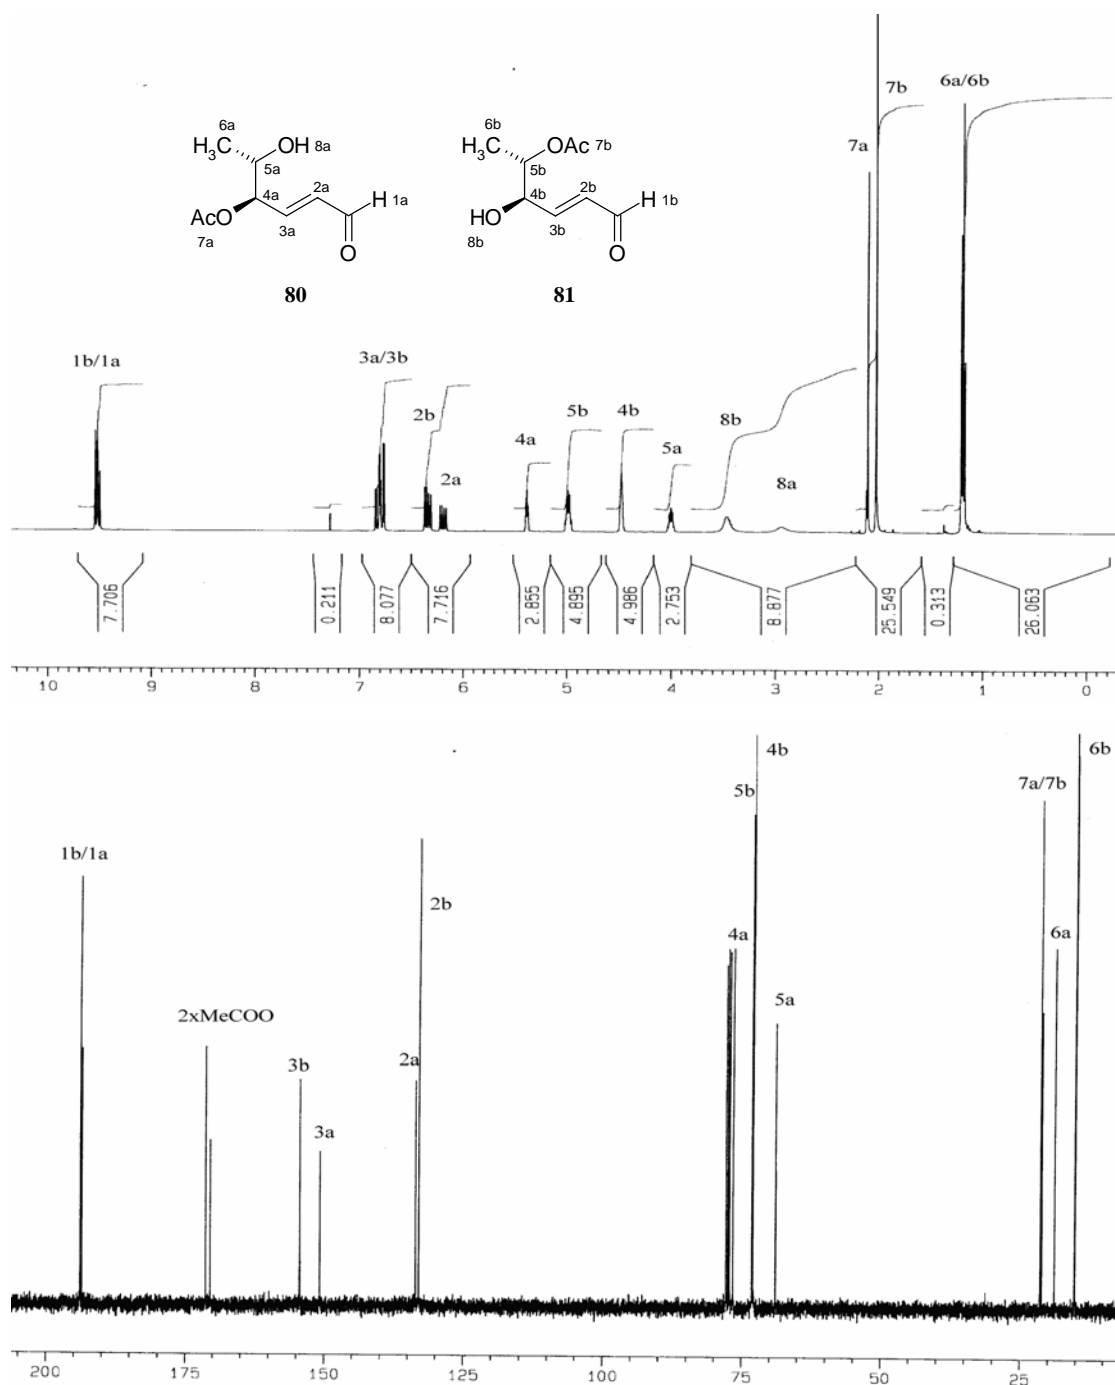 7b
6a/6b
7a
6a
H₃C
OH
8a
5a
4a
2a
AcO
7a
3a
H
1a
O
80
6b
H₃C
OAc
7b
5b
4b
2b
HO
8b
3b
H
1b
O
81
1b/1a
3a/3b
2b
2a
4a
5b
4b
5a
8b
8a
7.706
0.211
8.077
7.716
2.855
4.895
4.986
2.753
8.877
25.549
0.313
26.063
10 9 8 7 6 5 4 3 2 1 0
4b
6b
5b
7a/7b
1b/1a
2b
4a
6a
5a
2xMeCOO
3b
2a
3a
200 175 150 125 100 75 50 25